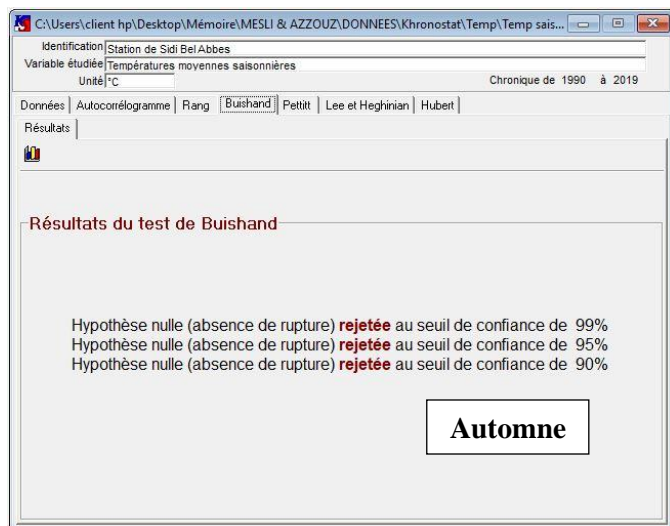 C:\Users\client hp\Desktop\Mémoire\MESLI & AZZOUZ\DONNEES\Khronostat\Temp\Temp sais...
Identification Station de Sidi Bel Abbes
Variable étudiée Températures moyennes saisonnières
Unité °C Chronique de 1990 à 2019
Données Autocorrélogramme Rang Buishand Pettitt Lee et Heghinian Hubert
Résultats
Résultats du test de Buishand
Hypothèse nulle (absence de rupture) rejetée au seuil de confiance de 99%
Hypothèse nulle (absence de rupture) rejetée au seuil de confiance de 95%
Hypothèse nulle (absence de rupture) rejetée au seuil de confiance de 90%
Automne